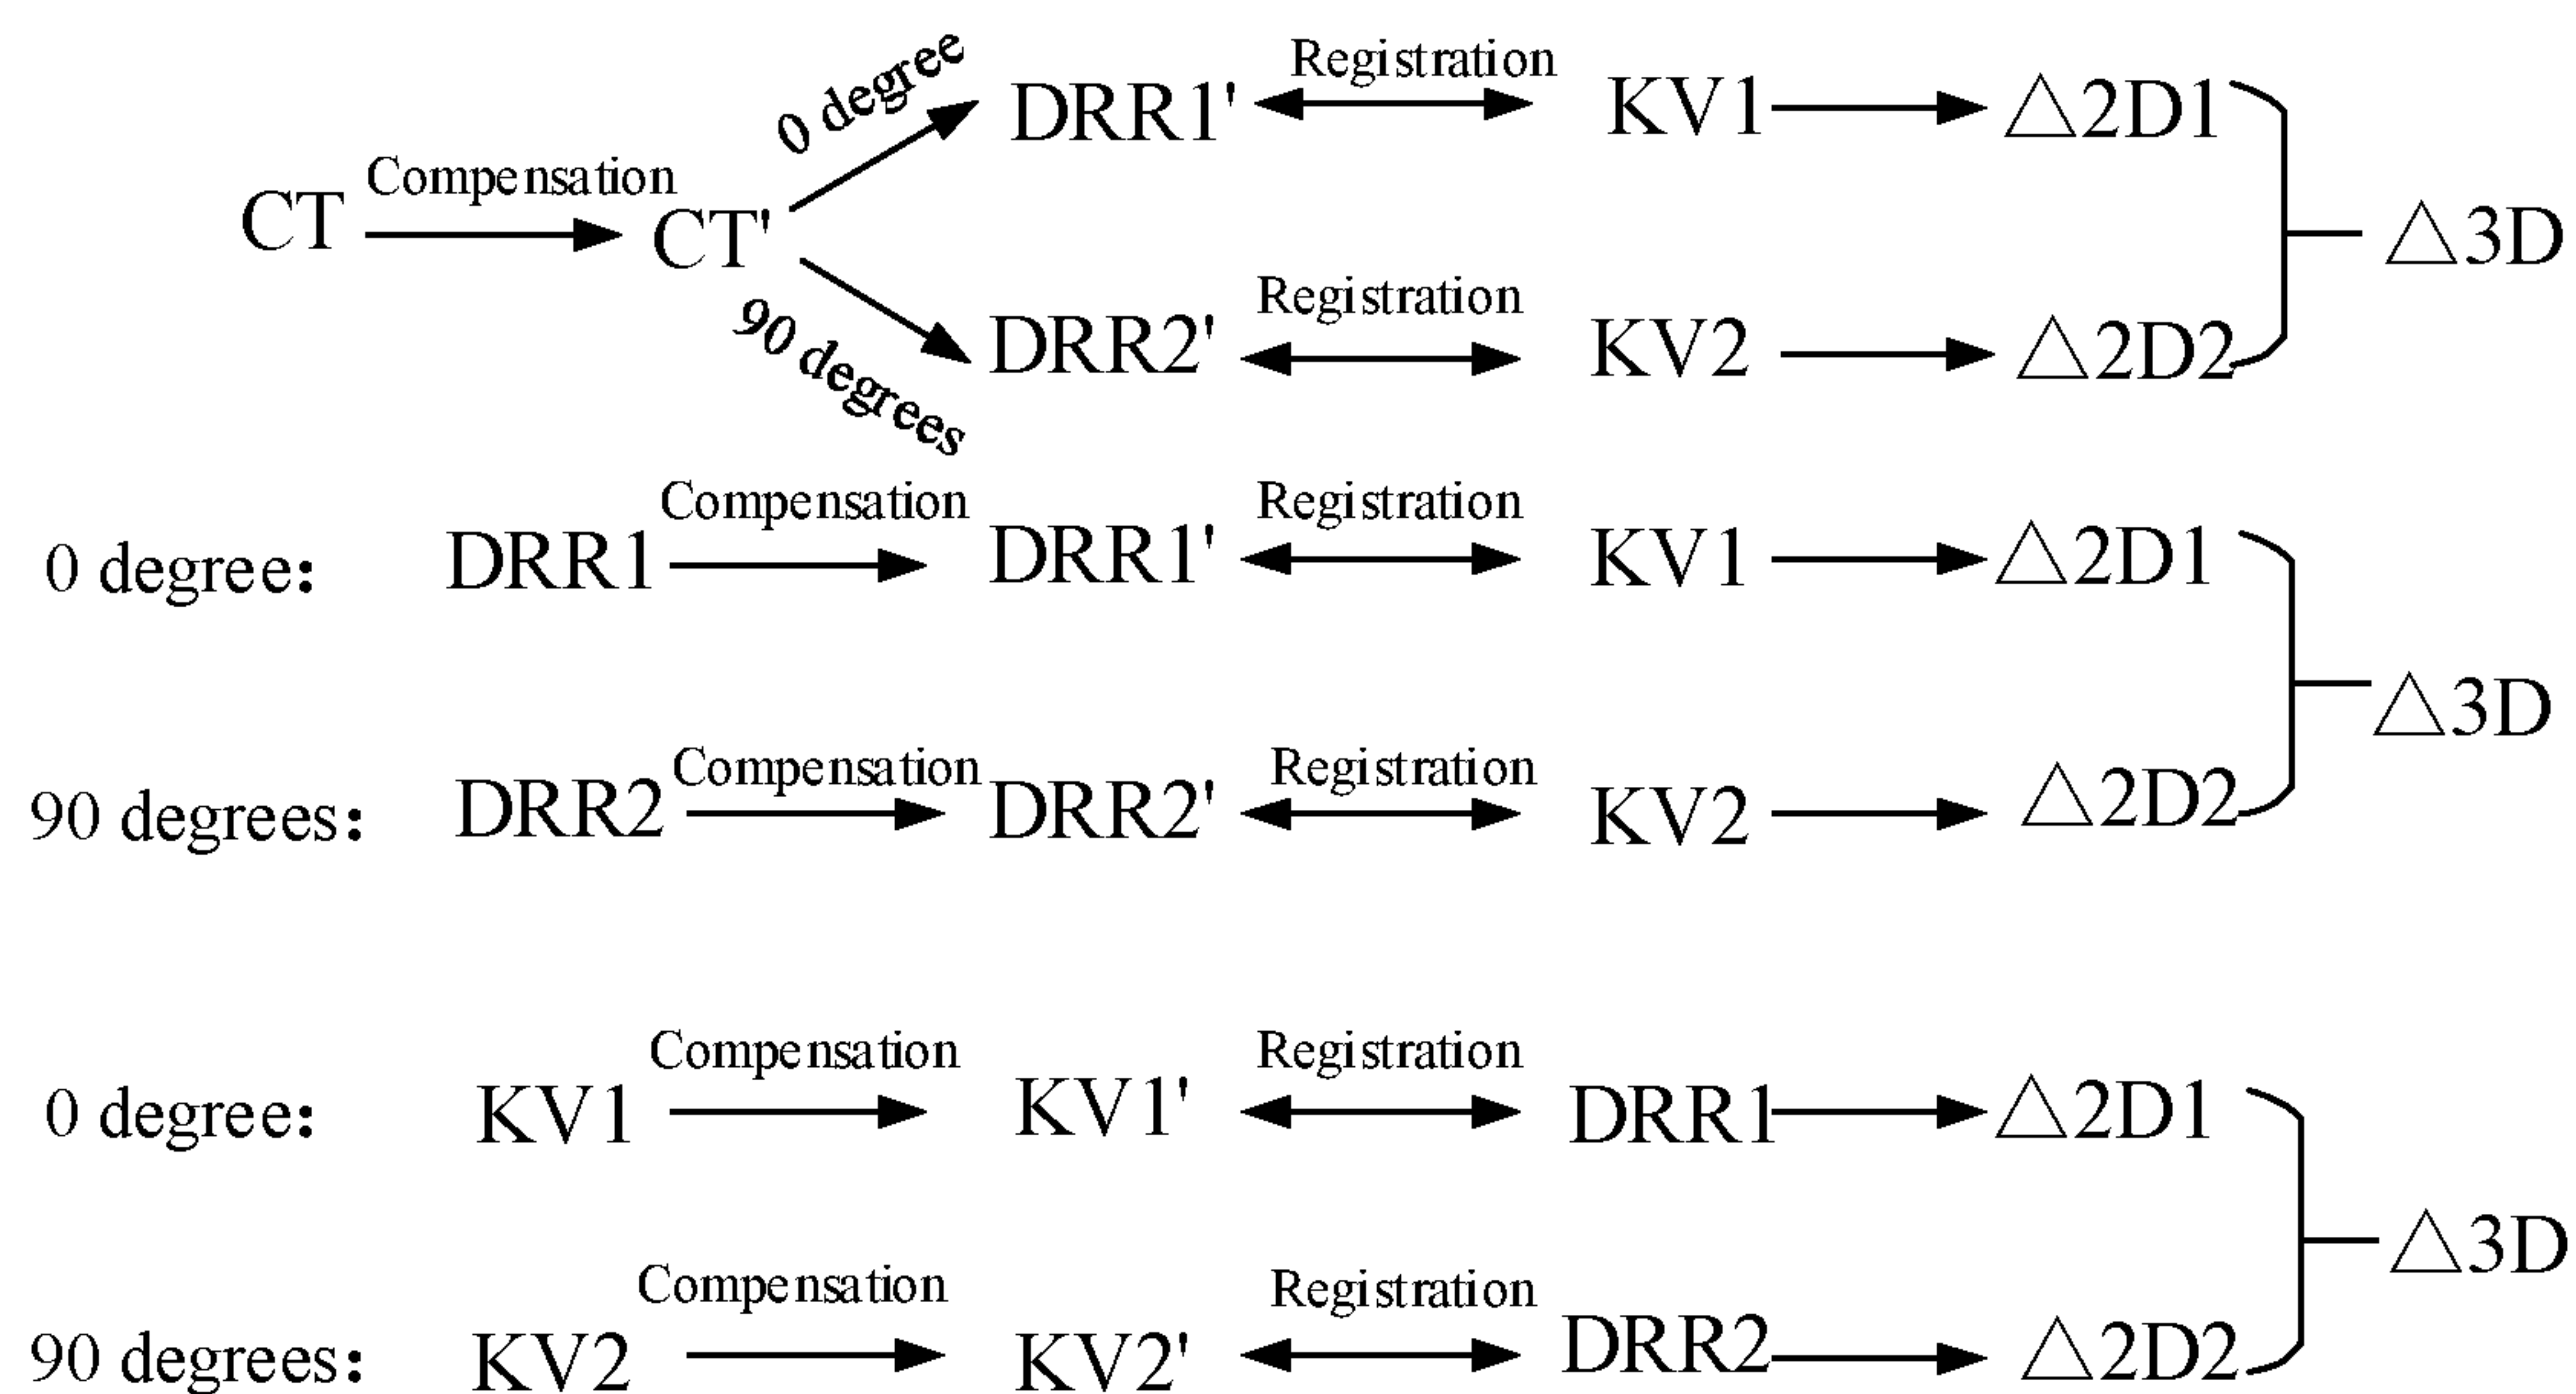 0 degree Registration
DRR1' KV1 △2D1
Compensation
CT CT' △3D
Registration
90 degrees DRR2' KV2 △2D2
Compensation Registration
0 degree: DRR1 DRR1' KV1 △2D1
△3D
Compensation Registration
90 degrees: DRR2 DRR2' KV2 △2D2
Compensation Registration
0 degree: KV1 KV1' DRR1 △2D1
△3D
Compensation Registration
90 degrees: KV2 KV2' DRR2 △2D2